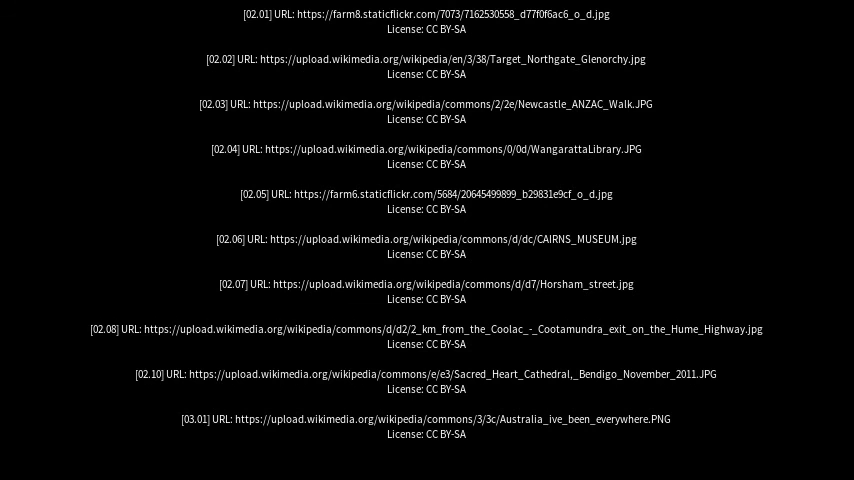 [02.01] URL: https://farm8.staticflickr.com/7073/7162530558_d77f0f6ac6_o_d.jpg
License: CC BY-SA
[02.02] URL: https://upload.wikimedia.org/wikipedia/en/3/38/Target_Northgate_Glenorchy.jpg
License: CC BY-SA
[02.03] URL: https://upload.wikimedia.org/wikipedia/commons/2/2e/Newcastle_ANZAC_Walk.JPG
License: CC BY-SA
[02.04] URL: https://upload.wikimedia.org/wikipedia/commons/0/0d/WangarattaLibrary.JPG
License: CC BY-SA
[02.05] URL: https://farm6.staticflickr.com/5684/20645499899_b29831e9cf_o_d.jpg
License: CC BY-SA
[02.06] URL: https://upload.wikimedia.org/wikipedia/commons/d/dc/CAIRNS_MUSEUM.jpg
License: CC BY-SA
[02.07] URL: https://upload.wikimedia.org/wikipedia/commons/d/d7/Horsham_street.jpg
License: CC BY-SA
[02.08] URL: https://upload.wikimedia.org/wikipedia/commons/d/d2/2_km_from_the_Coolac_-_Cootamundra_exit_on_the_Hume_Highway.jpg
License: CC BY-SA
[02.10] URL: https://upload.wikimedia.org/wikipedia/commons/e/e3/Sacred_Heart_Cathedral,_Bendigo_November_2011.JPG
License: CC BY-SA
[03.01] URL: https://upload.wikimedia.org/wikipedia/commons/3/3c/Australia_ive_been_everywhere.PNG
License: CC BY-SA